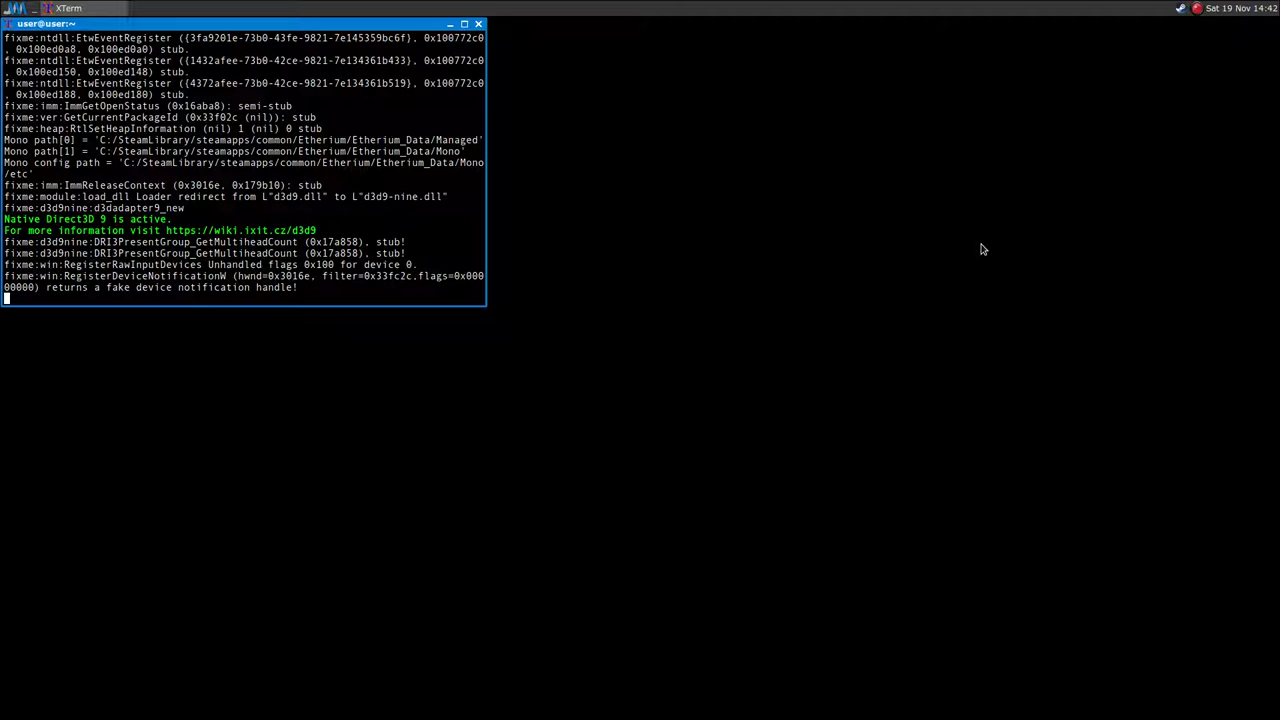 XTerm
Sat 19 Nov 14:42
user@user:~
fixme:ntdll:EtwEventRegister ({3fa9201e-73b0-43fe-9821-7e145359bc6f}, 0x100772c0
, 0x100ed0a8, 0x100ed0a0) stub.
fixme:ntdll:EtwEventRegister ({1432afee-73b0-42ce-9821-7e134361b433}, 0x100772c0
, 0x100ed150, 0x100ed148) stub.
fixme:ntdll:EtwEventRegister ({4372afee-73b0-42ce-9821-7e134361b519}, 0x100772c0
, 0x100ed188, 0x100ed180) stub.
fixme:imm:ImmGetOpenStatus (0x16aba8): semi-stub
fixme:ver:GetCurrentPackageId (0x33f02c (nil)): stub
fixme:heap:RtlSetHeapInformation (nil) 1 (nil) 0 stub
Mono path[0] = 'C:/SteamLibrary/steamapps/common/Etherium/Etherium_Data/Managed'
Mono path[1] = 'C:/SteamLibrary/steamapps/common/Etherium/Etherium_Data/Mono'
Mono config path = 'C:/SteamLibrary/steamapps/common/Etherium/Etherium_Data/Mono
/etc'
fixme:imm:ImmReleaseContext (0x3016e, 0x179b10): stub
fixme:module:load_dll Loader redirect from L"d3d9.dll" to L"d3d9-nine.dll"
fixme:d3d9nine:d3dadapter9_new
Native Direct3D 9 is active.
For more information visit https://wiki.ixit.cz/d3d9
fixme:d3d9nine:DRI3PresentGroup_GetMultiheadCount (0x17a858), stub!
fixme:d3d9nine:DRI3PresentGroup_GetMultiheadCount (0x17a858), stub!
fixme:win:RegisterRawInputDevices Unhandled flags 0x100 for device 0.
fixme:win:RegisterDeviceNotificationW (hwnd=0x3016e, filter=0x33fc2c,flags=0x000
00000) returns a fake device notification handle!